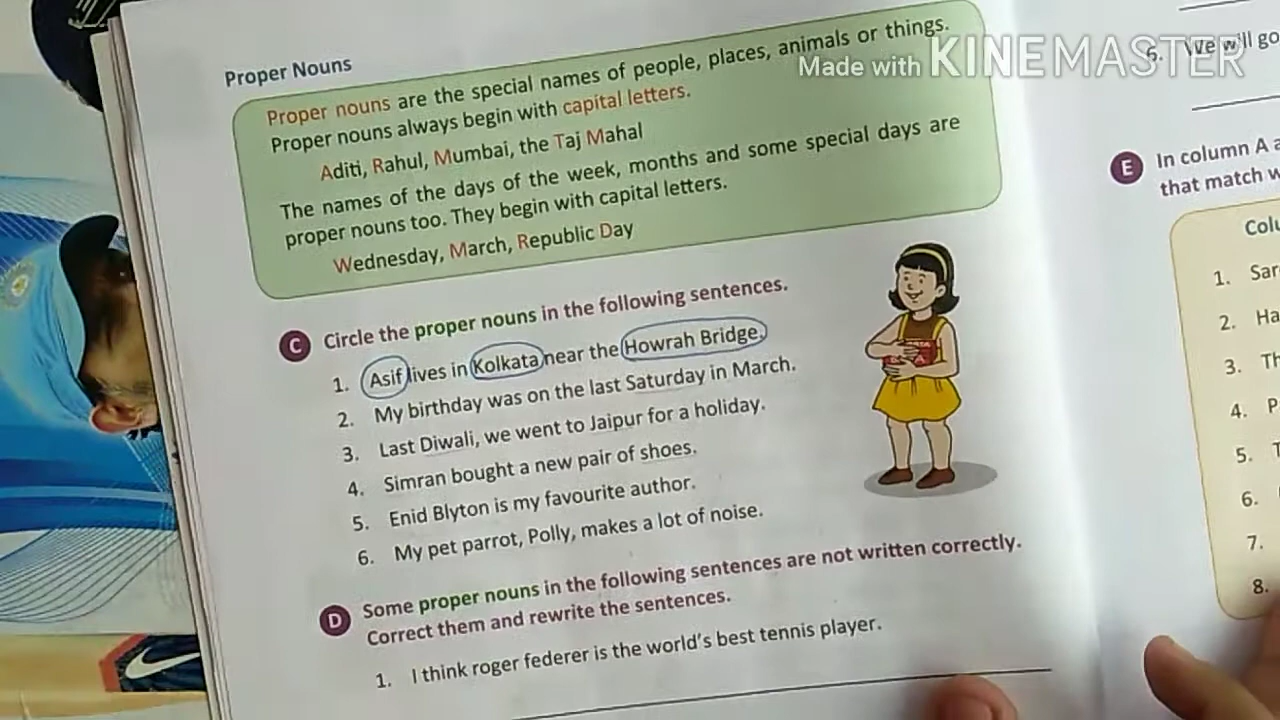 Proper Nouns
Proper nouns are the special names of people, places, animals or things.
Proper nouns always begin with capital letters.
Aditi, Rahul, Mumbai, the Taj Mahal
The names of the days of the week, months and some special days are
proper nouns too. They begin with capital letters.
Wednesday, March, Republic Day
C Circle the proper nouns in the following sentences.
1. Asif lives in Kolkata near the Howrah Bridge.
2. My birthday was on the last Saturday in March.
3. Last Diwali, we went to Jaipur for a holiday.
4. Simran bought a new pair of shoes.
5. Enid Blyton is my favourite author.
6. My pet parrot, Polly, makes a lot of noise.
D Some proper nouns in the following sentences are not written correctly.
Correct them and rewrite the sentences.
1. I think roger federer is the world's best tennis player.
Made with KINEMASTER
6. We will go
E In column A
that match
1.
2.
3.
4.
5.
6.
7.
8.